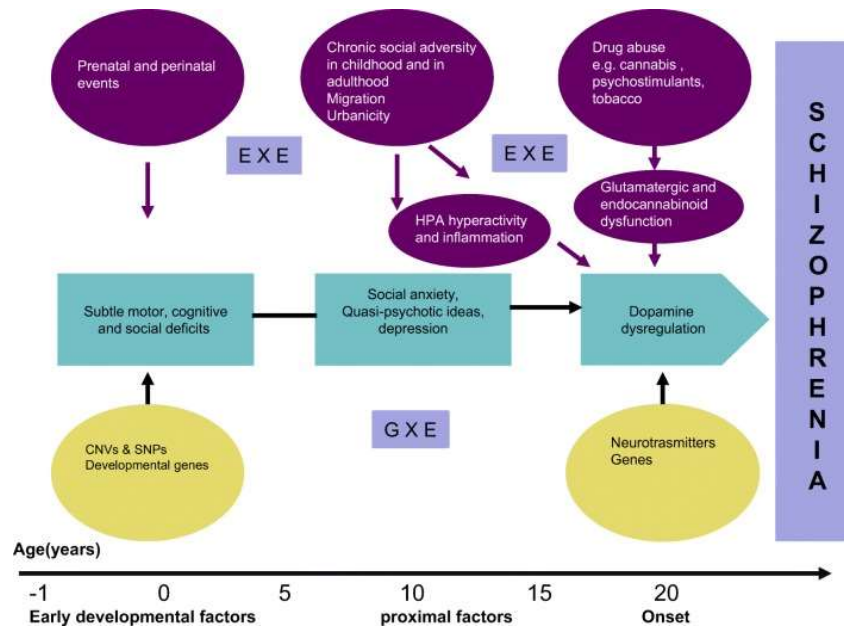 Prenatal and perinatal
events
Chronic social adversity
in childhood and in
adulthood
Migration
Urbanicity
Drug abuse
e.g. cannabis ,
psychostimulants,
tobacco
E X E
E X E
Glutamatergic and
endocannabinoid
dysfunction
HPA hyperactivity
and inflammation
Subtle motor, cognitive
and social deficits
Social anxiety,
Quasi-psychotic ideas,
depression
Dopamine
dysregulation
G X E
CNVs & SNPs
Developmental genes
Neurotrasmitters
Genes
SCHIZOPHRENIA
Age(years)
-1 0 5 10 15 20
Early developmental factors proximal factors Onset